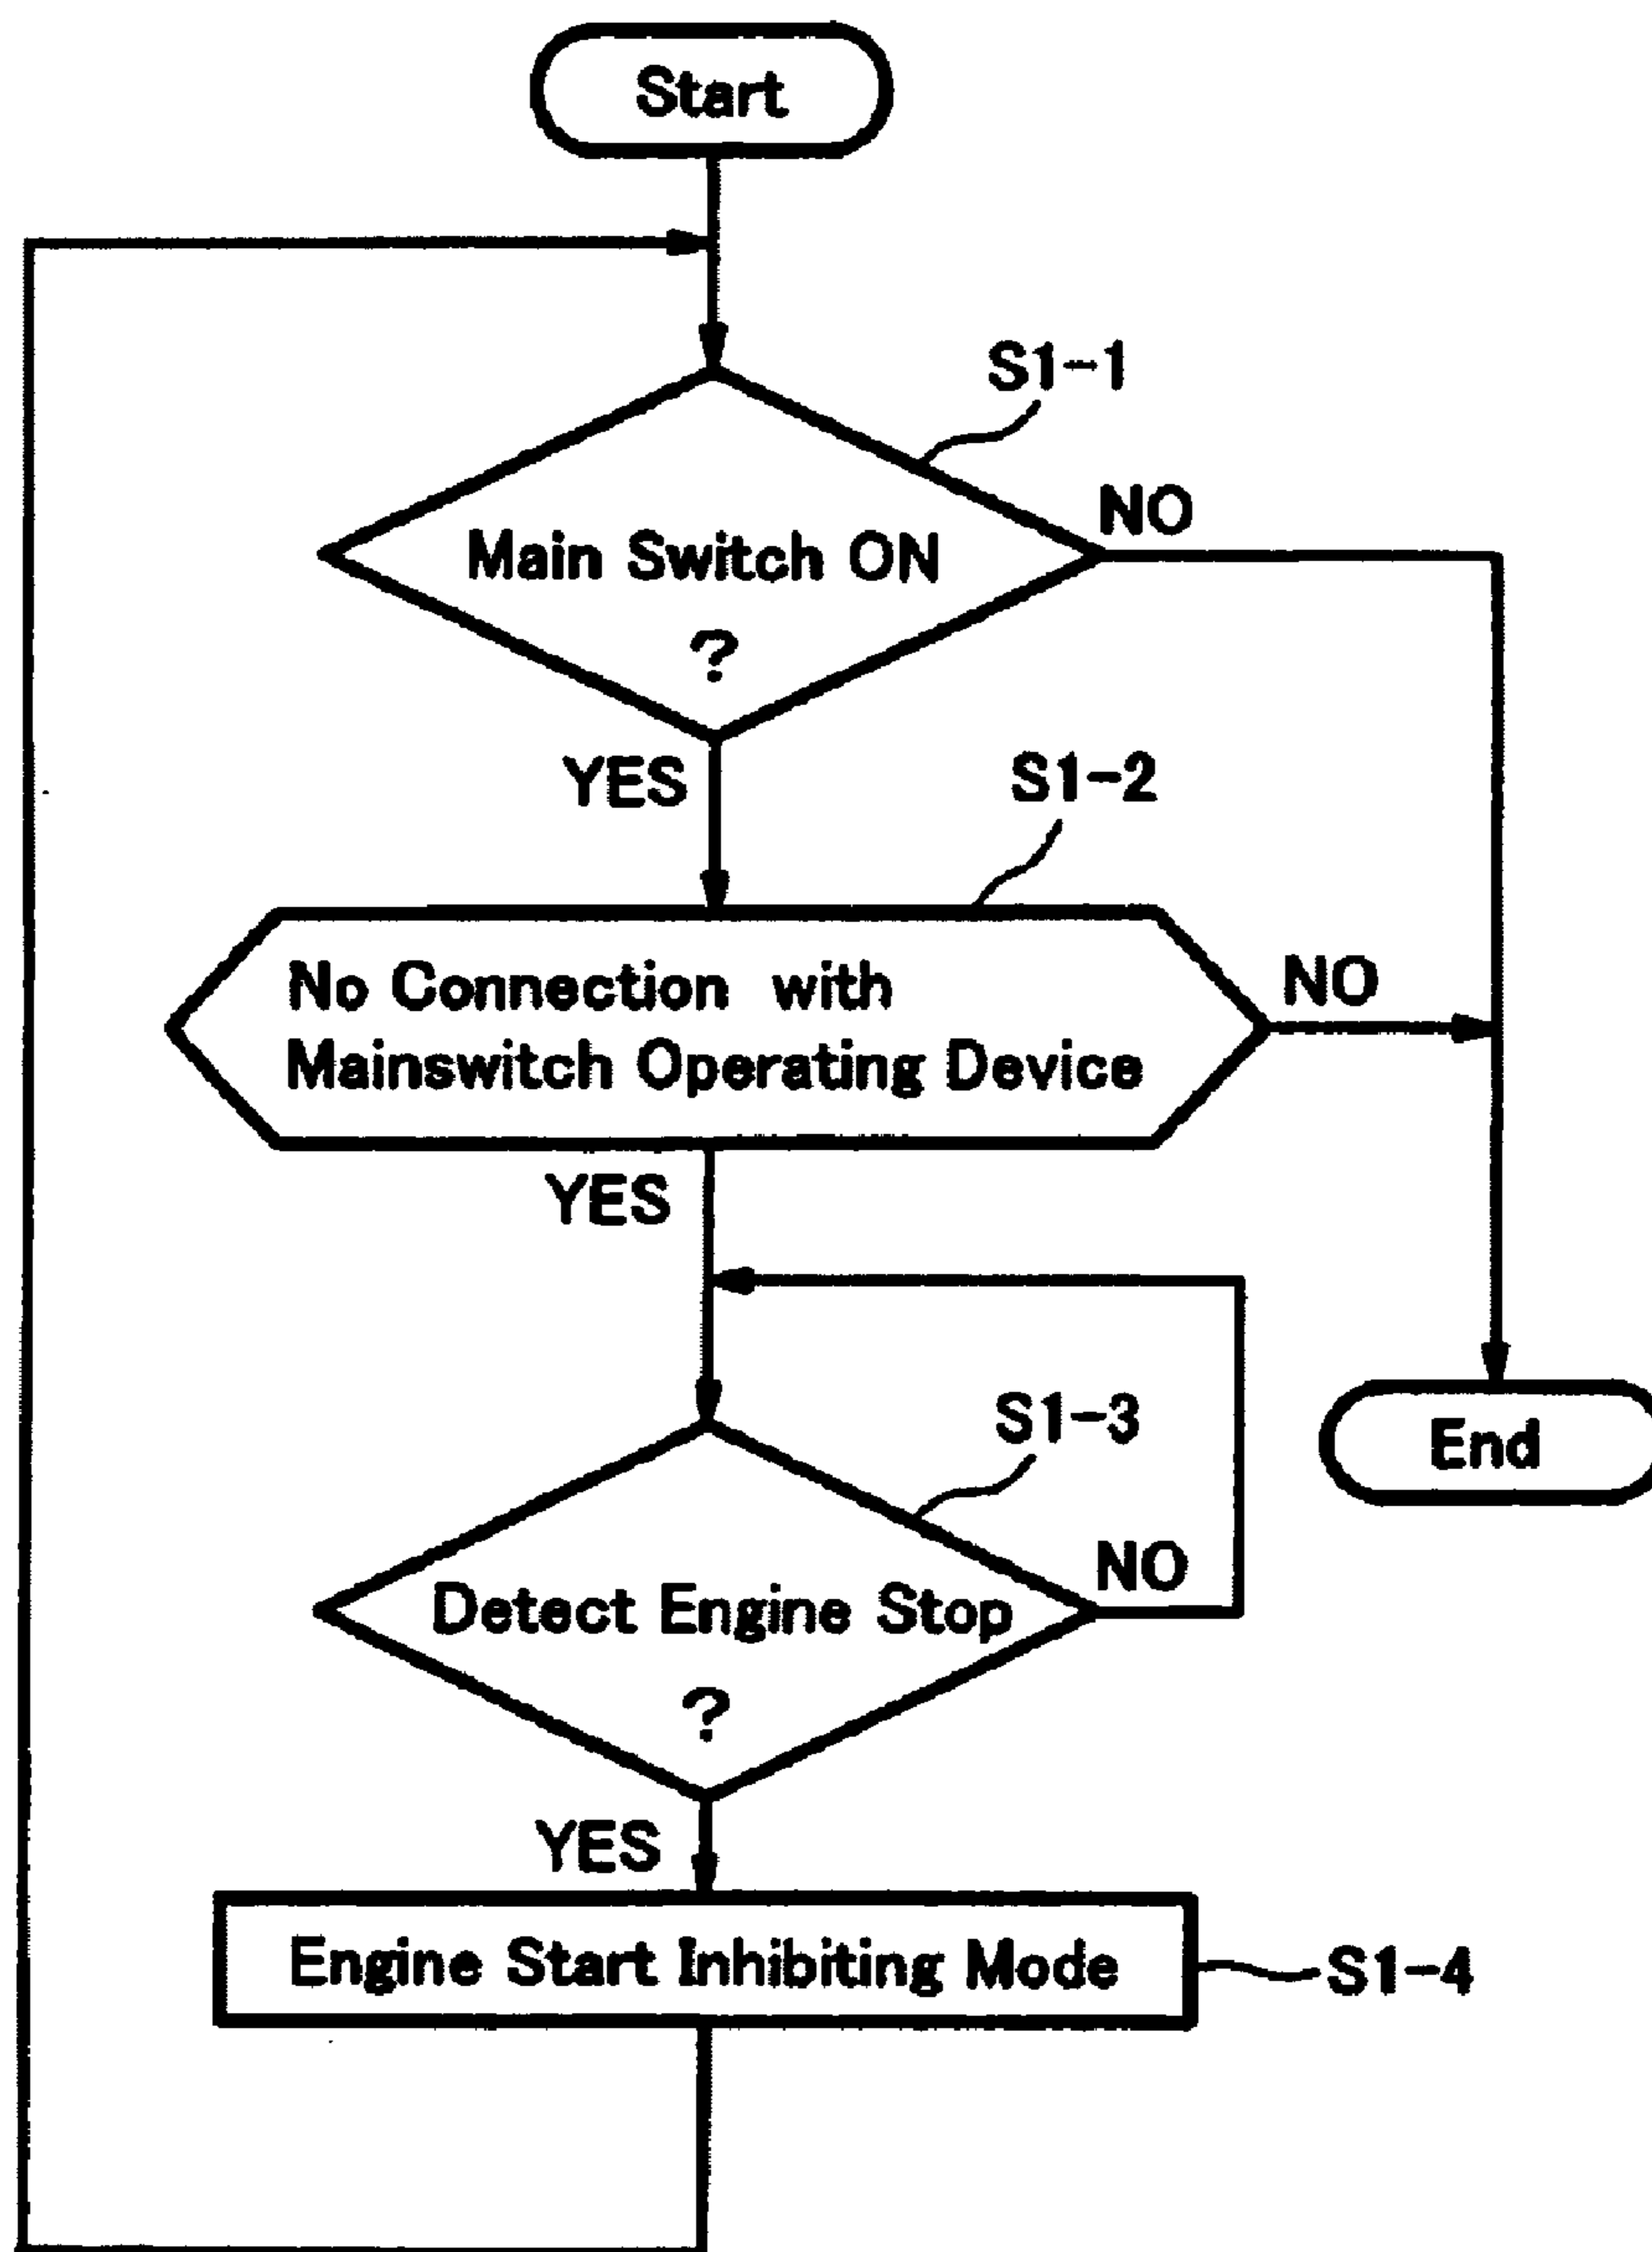 Start
S1-1
NO
Main Switch ON
?
YES
S1-2
No Connection with
Mainswitch Operating Device
NO
YES
S1-3
End
NO
Detect Engine Stop
?
YES
Engine Start Inhibiting Mode
S1-4